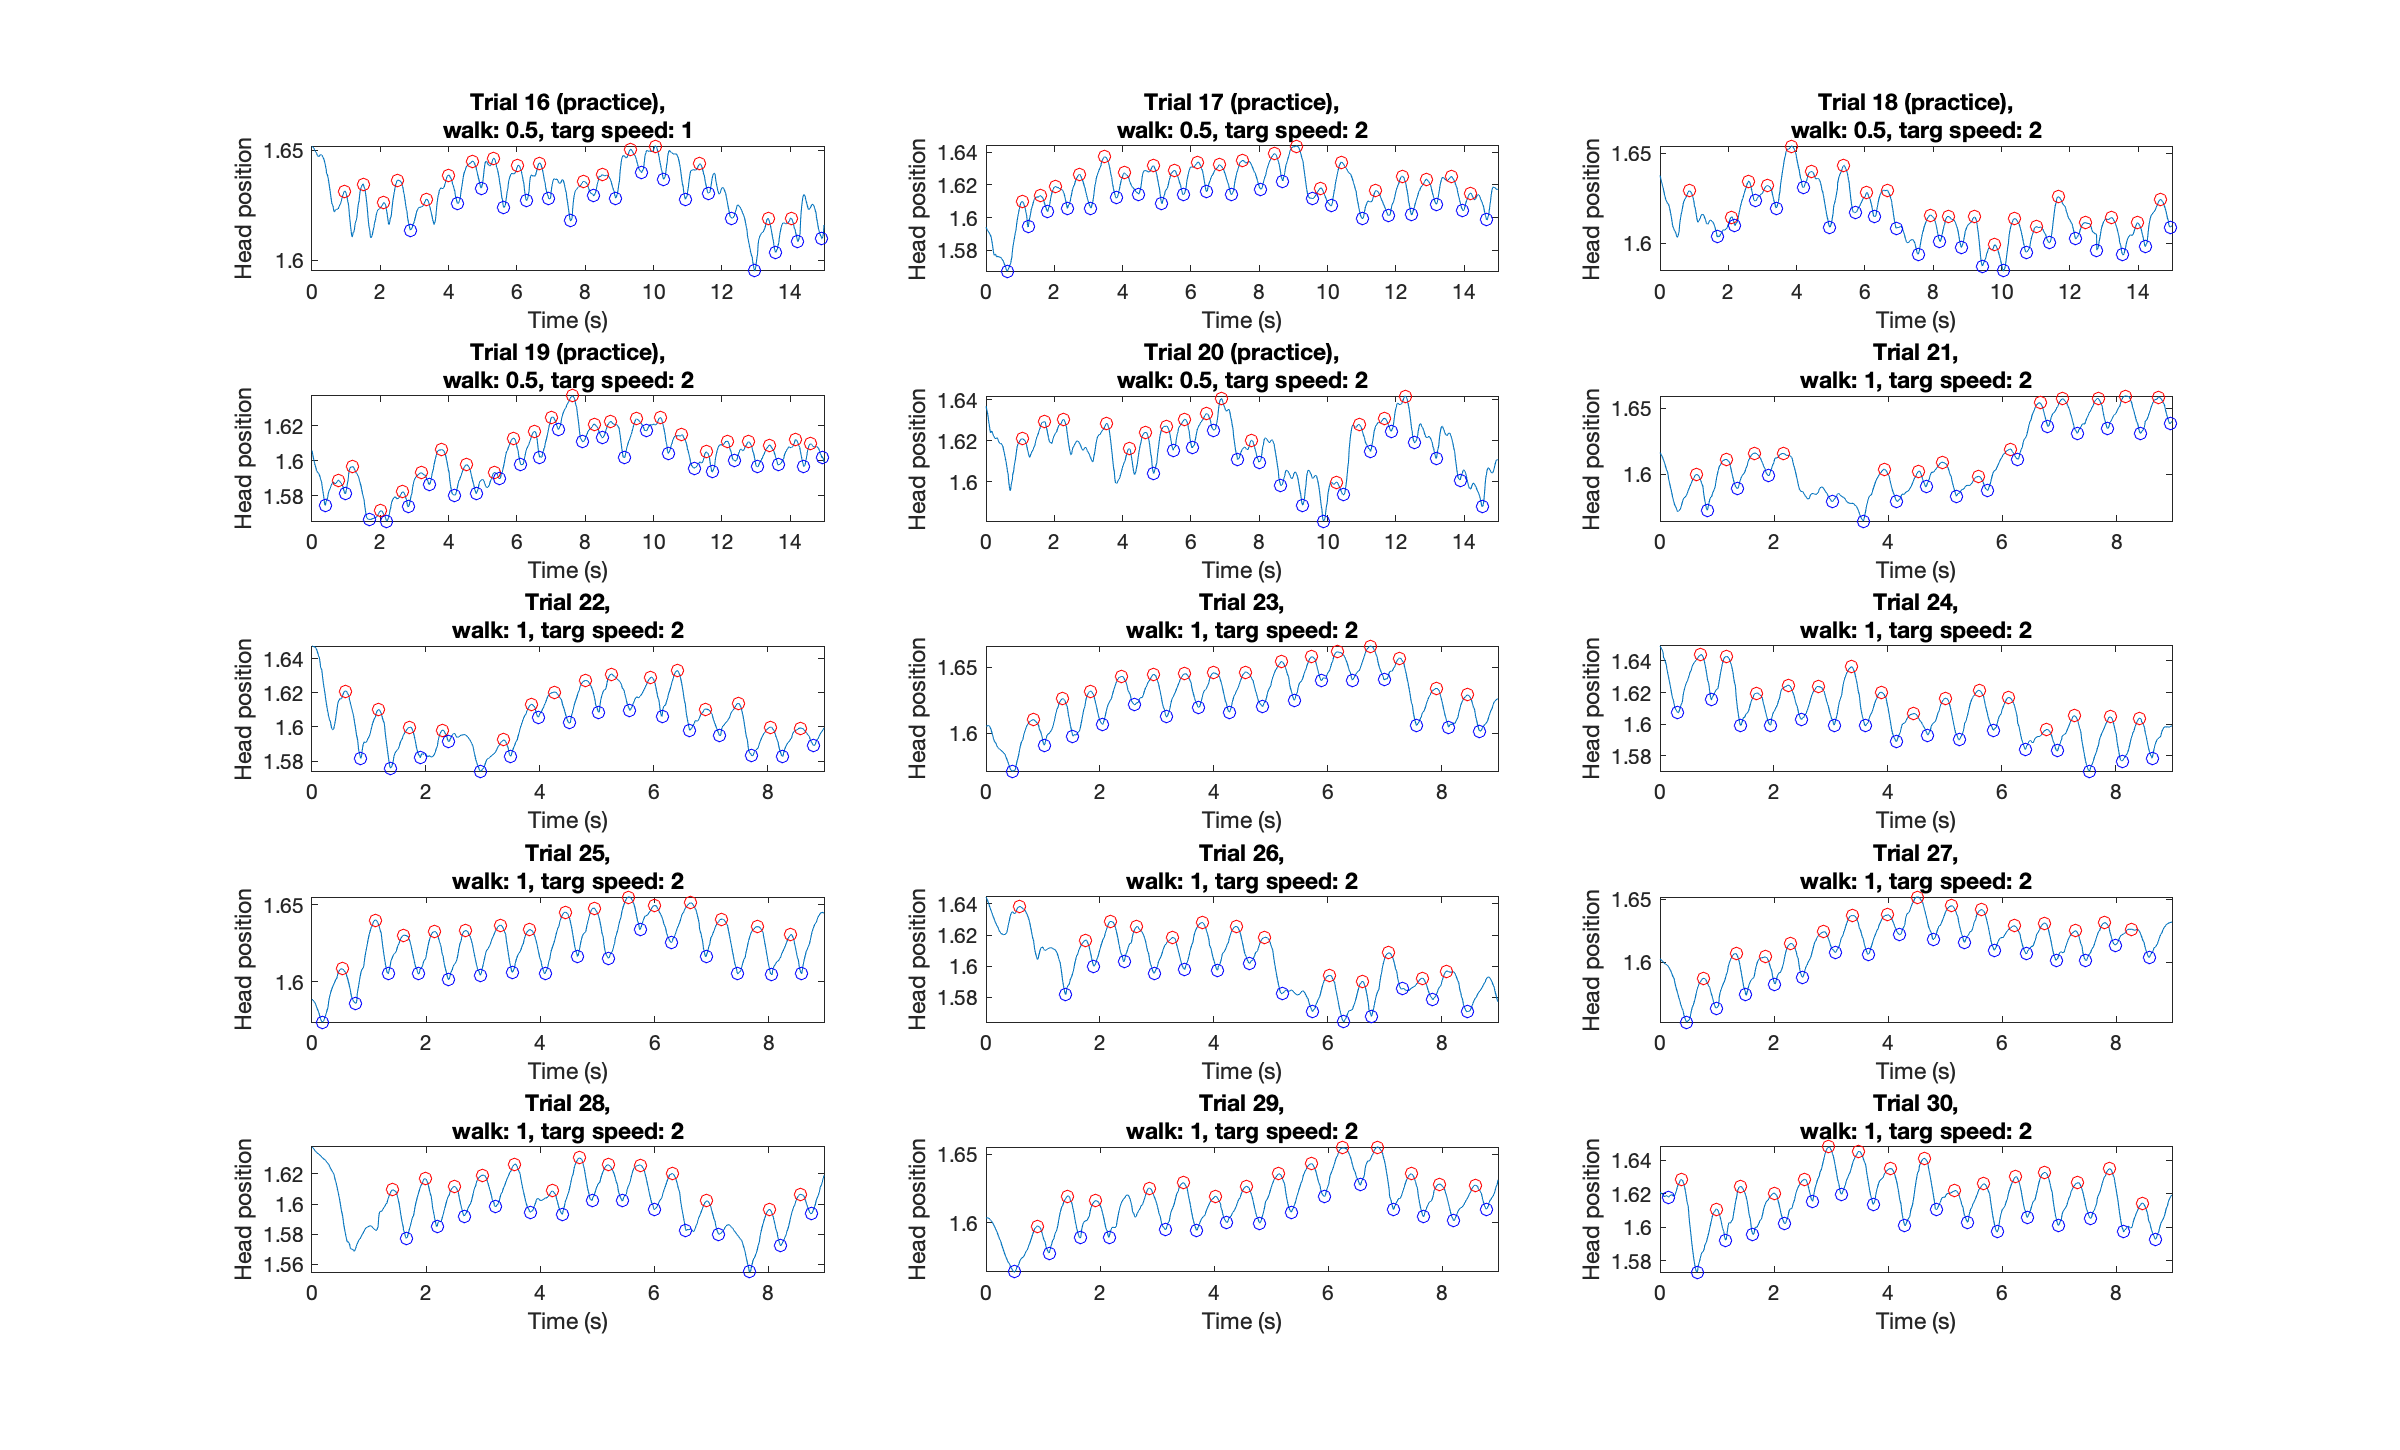 Trial 16 (practice),
walk: 0.5, targ speed: 1
1.65
1.6
Head position
0 2 4 6 8 10 12 14
Time (s)
Trial 17 (practice),
walk: 0.5, targ speed: 2
1.64
1.62
1.6
1.58
Head position
0 2 4 6 8 10 12 14
Time (s)
Trial 18 (practice),
walk: 0.5, targ speed: 2
1.65
1.6
Head position
0 2 4 6 8 10 12 14
Time (s)
Trial 19 (practice),
walk: 0.5, targ speed: 2
1.62
1.6
1.58
Head position
0 2 4 6 8 10 12 14
Time (s)
Trial 20 (practice),
walk: 0.5, targ speed: 2
1.64
1.62
1.6
Head position
0 2 4 6 8 10 12 14
Time (s)
Trial 21,
walk: 1, targ speed: 2
1.65
1.6
Head position
0 2 4 6 8
Time (s)
Trial 22,
walk: 1, targ speed: 2
1.64
1.62
1.6
1.58
Head position
0 2 4 6 8
Time (s)
Trial 23,
walk: 1, targ speed: 2
1.65
1.6
Head position
0 2 4 6 8
Time (s)
Trial 24,
walk: 1, targ speed: 2
1.64
1.62
1.6
1.58
Head position
0 2 4 6 8
Time (s)
Trial 25,
walk: 1, targ speed: 2
1.65
1.6
Head position
0 2 4 6 8
Time (s)
Trial 26,
walk: 1, targ speed: 2
1.64
1.62
1.6
1.58
Head position
0 2 4 6 8
Time (s)
Trial 27,
walk: 1, targ speed: 2
1.65
1.6
Head position
0 2 4 6 8
Time (s)
Trial 28,
walk: 1, targ speed: 2
1.62
1.6
1.58
1.56
Head position
0 2 4 6 8
Time (s)
Trial 29,
walk: 1, targ speed: 2
1.65
1.6
Head position
0 2 4 6 8
Time (s)
Trial 30,
walk: 1, targ speed: 2
1.64
1.62
1.6
1.58
Head position
0 2 4 6 8
Time (s)